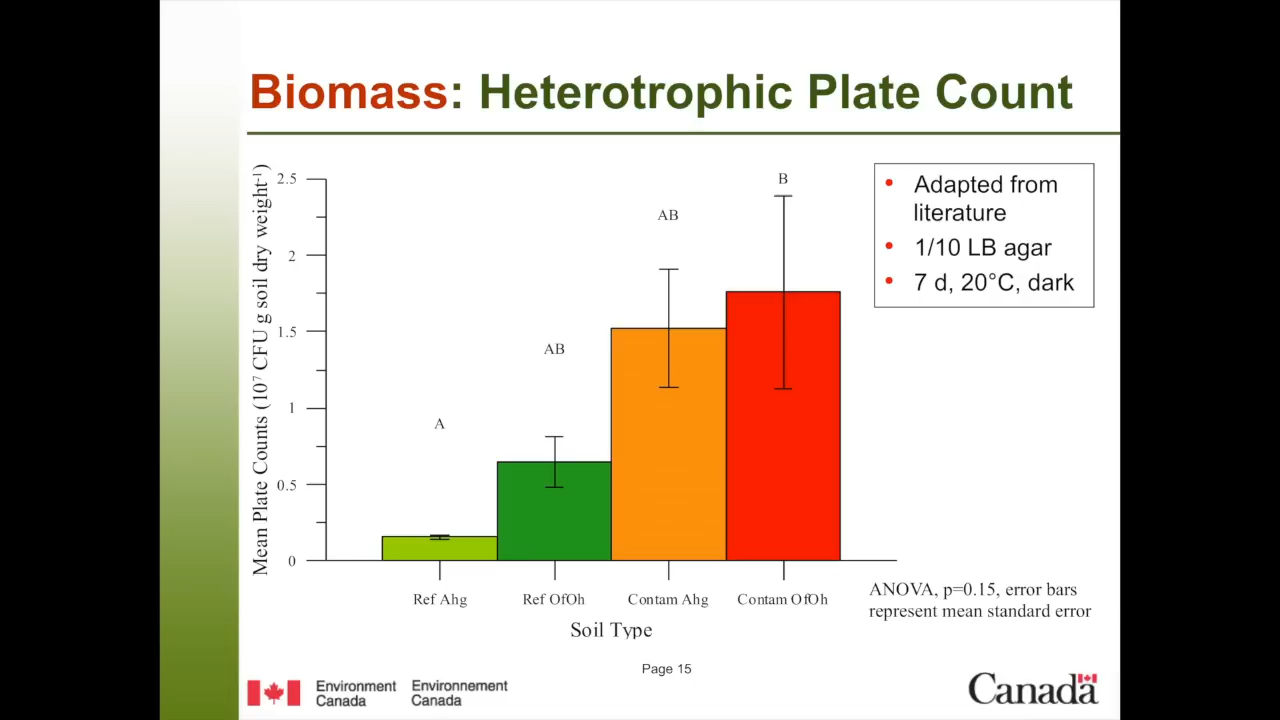 Biomass: Heterotrophic Plate Count
Mean Plate Counts (10⁷ CFU g soil dry weight⁻¹)
2.5
2
1.5
1
0.5
0
A
AB
AB
B
Ref Ahg
Ref OfOh
Contam Ahg
Contam OfOh
Soil Type
• Adapted from
literature
• 1/10 LB agar
• 7 d, 20°C, dark
ANOVA, p=0.15, error bars
represent mean standard error
Page 15
Environment
Canada
Environnement
Canada
Canada